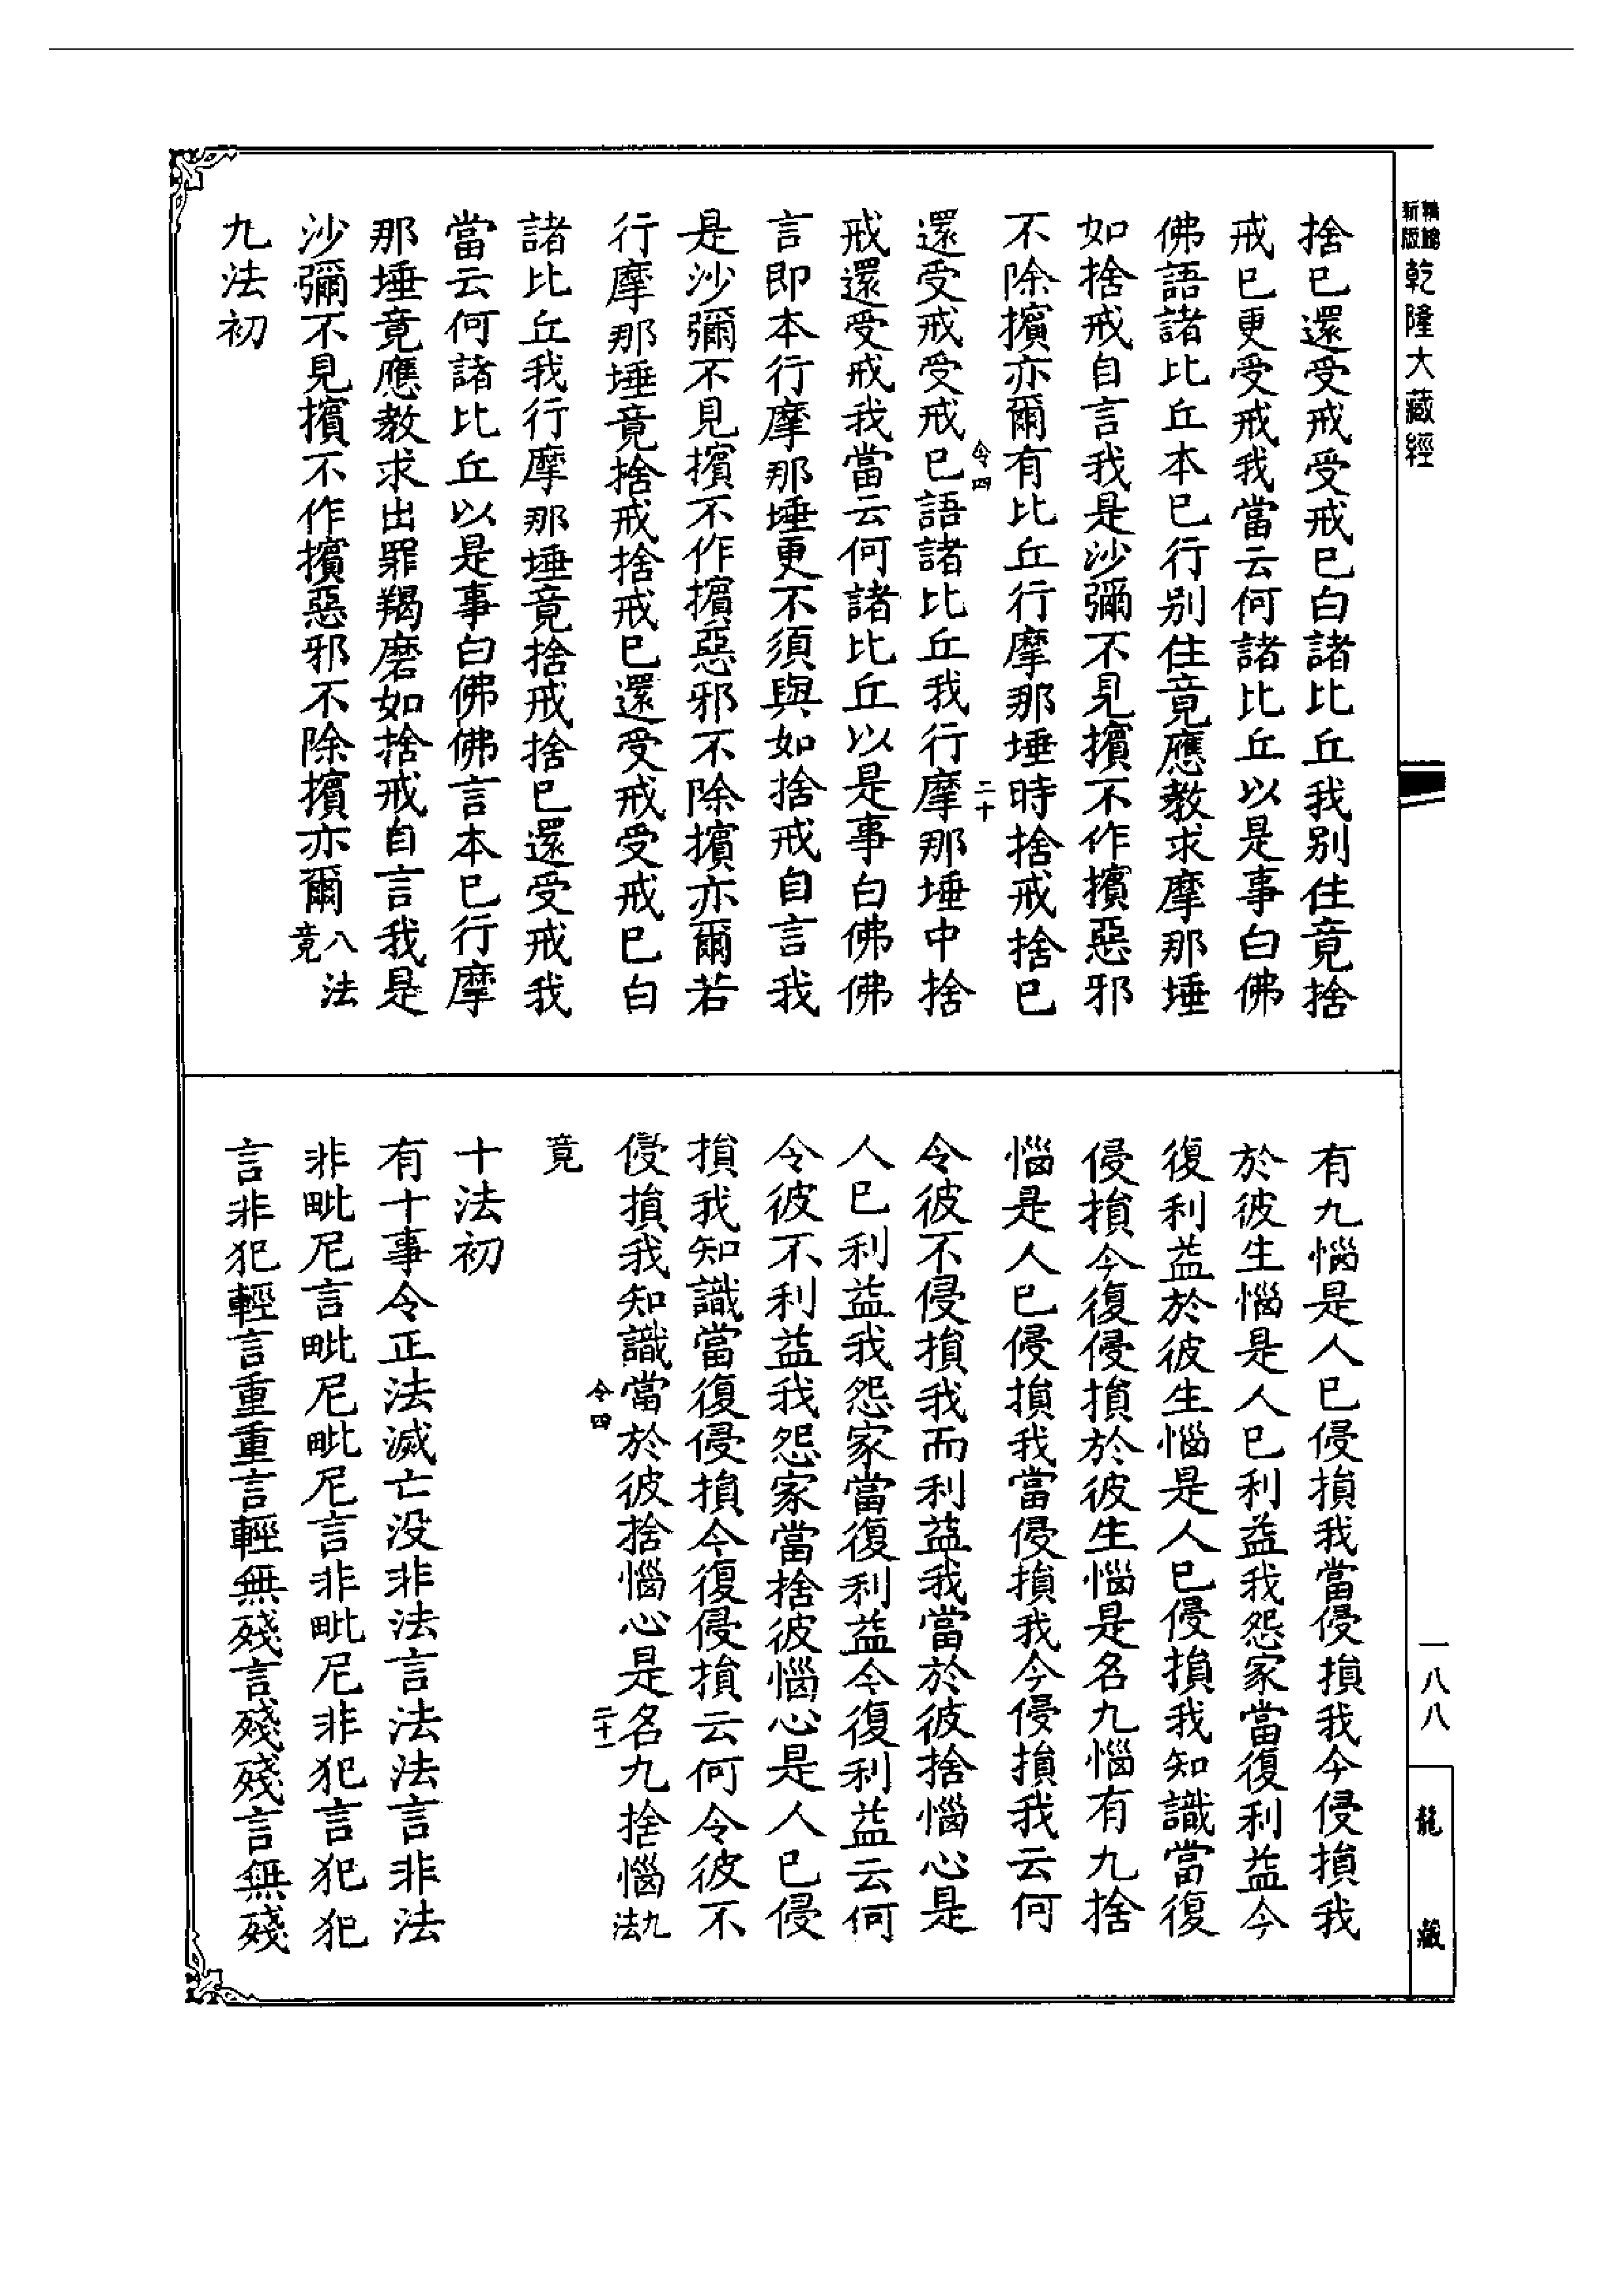 新版
乾隆大藏經
捨已還受戒受戒已白諸比丘我別住竟捨
戒已更受戒我當云何諸比丘以是事白佛
佛語諸比丘本已行別住竟應教求摩那埵
如捨戒自言我是沙彌不見擯不作擯惡邪
不除擯亦爾有比丘行摩那埵時捨戒捨已
令四
二十
還受戒受戒已語諸比丘我行摩那埵中捨
戒還受戒我當云何諸比丘以是事白佛佛
言即本行摩那埵更不須與如捨戒自言我
是沙彌不見擯不作擯惡邪不除擯亦爾若
行摩那埵竟捨戒捨戒已還受戒受戒已白
諸比丘我行摩那埵竟捨戒捨已還受戒我
當云何諸比丘以是事白佛佛言本已行摩
那埵竟應教求出罪羯磨如捨戒自言我是
沙彌不見擯不作擯惡邪不除擯亦爾八法竟
九法初
有九惱是人已侵損我當侵損我今侵損我
於彼生惱是人已利益我怨家當復利益今
復利益於彼生惱是人已侵損我知識當復
侵損今復侵損於彼生惱是名九惱有九捨
惱是人已侵損我當侵損我今侵損我云何
令彼不侵損我而利益我當於彼捨惱心是
人已利益我怨家當復利益今復利益云何
令彼不利益我怨家當捨彼惱心是人已侵
損我知識當復侵損今復侵損云何令彼不
侵損我知識當於彼捨惱心是名九捨惱九法
令四
二十一
竟
十法初
有十事令正法滅亡没非法言法法言非法
非毗尼言毗尼毗尼言非毗尼非犯言犯犯
言非犯輕言重重言輕無殘言殘殘言無殘
一八八
龍藏